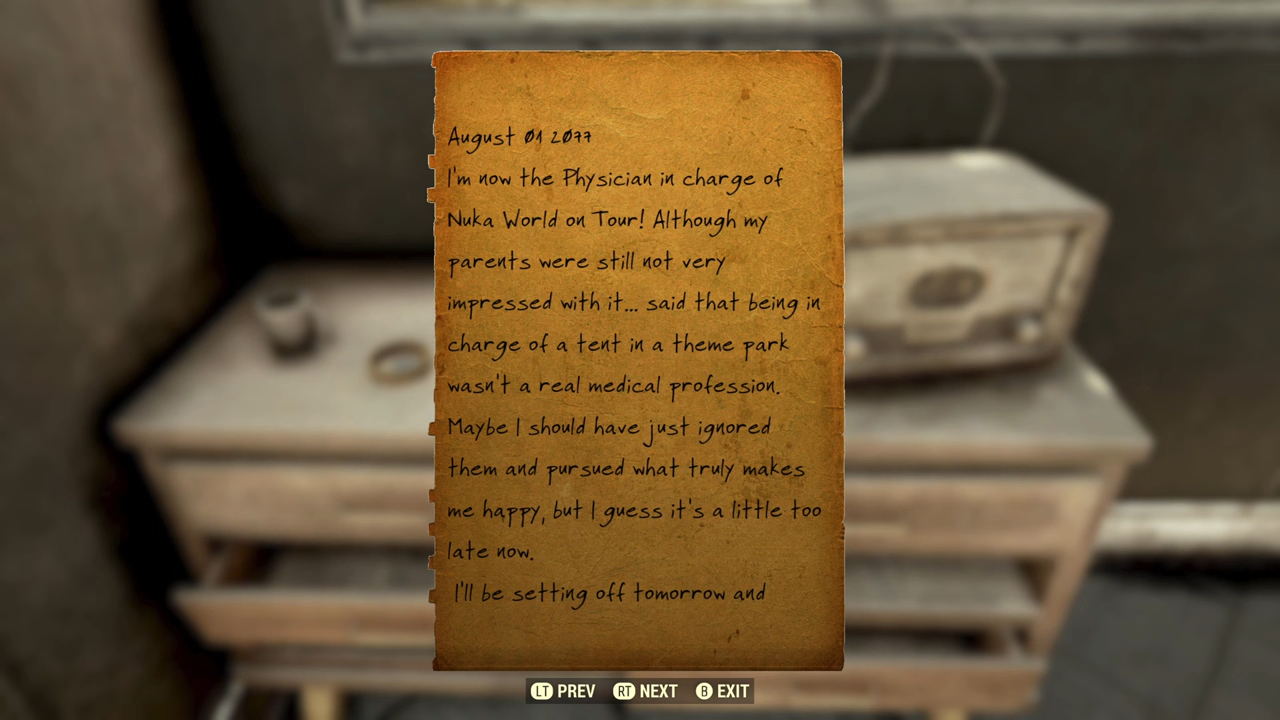 August 01 2077
I'm now the Physician in charge of
Nuka World on Tour! Although my
parents were still not very
impressed with it... said that being in
charge of a tent in a theme park
wasn't a real medical profession.
Maybe I should have just ignored
them and pursued what truly makes
me happy, but I guess it's a little too
late now.
I'll be setting off tomorrow and
LT PREV RT NEXT B EXIT